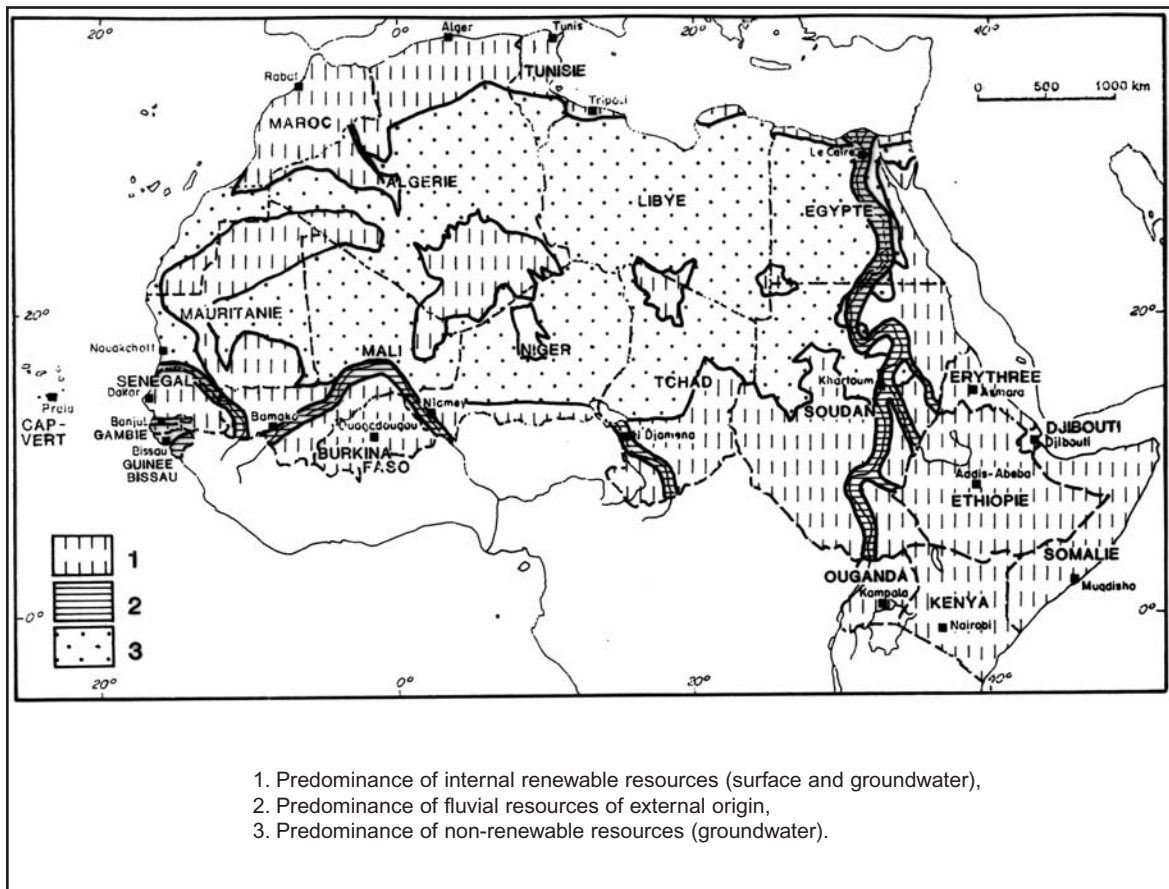 20°
0°
20°
40°
Alger
Tunis
TUNISIE
Rabat
Tripoli
0 500 1000 km
MAROC
Le Caire
ALGERIE
LIBYE
EGYPTE
20°
20°
MAURITANIE
Nouakchott
MALI
NIGER
TCHAD
SENEGAL
Dakar
Khartoum
ERYTHREE
Asmara
Praia
CAP-
VERT
Banjul
GAMBIE
Bamako
Niamey
SOUDAN
DJIBOUTI
Djibouti
Bissau
GUINEE
BISSAU
Ouagadougou
BURKINA
FASO
N'Djamena
Addis-Abeba
ETHIOPIE
1
SOMALIE
OUGANDA
Muqdisho
2
Kampala
KENYA
0°
0°
Nairobi
3
20°
0°
20°
40°
1. Predominance of internal renewable resources (surface and groundwater),
2. Predominance of fluvial resources of external origin,
3. Predominance of non-renewable resources (groundwater).